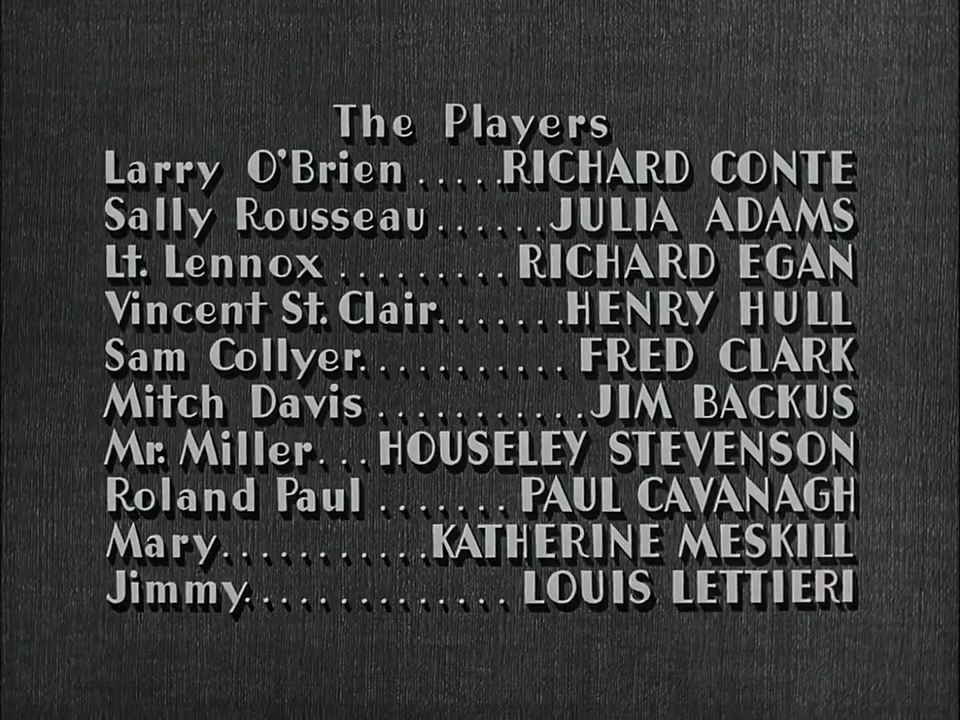 The Players
Larry O'Brien .....RICHARD CONTE
Sally Rousseau......JULIA ADAMS
Lt. Lennox .........RICHARD EGAN
Vincent St. Clair.......HENRY HULL
Sam Collyer...........FRED CLARK
Mitch Davis ...........JIM BACKUS
Mr. Miller...HOUSELEY STEVENSON
Roland Paul .......PAUL CAVANAGH
Mary...........KATHERINE MESKILL
Jimmy.............LOUIS LETTIERI